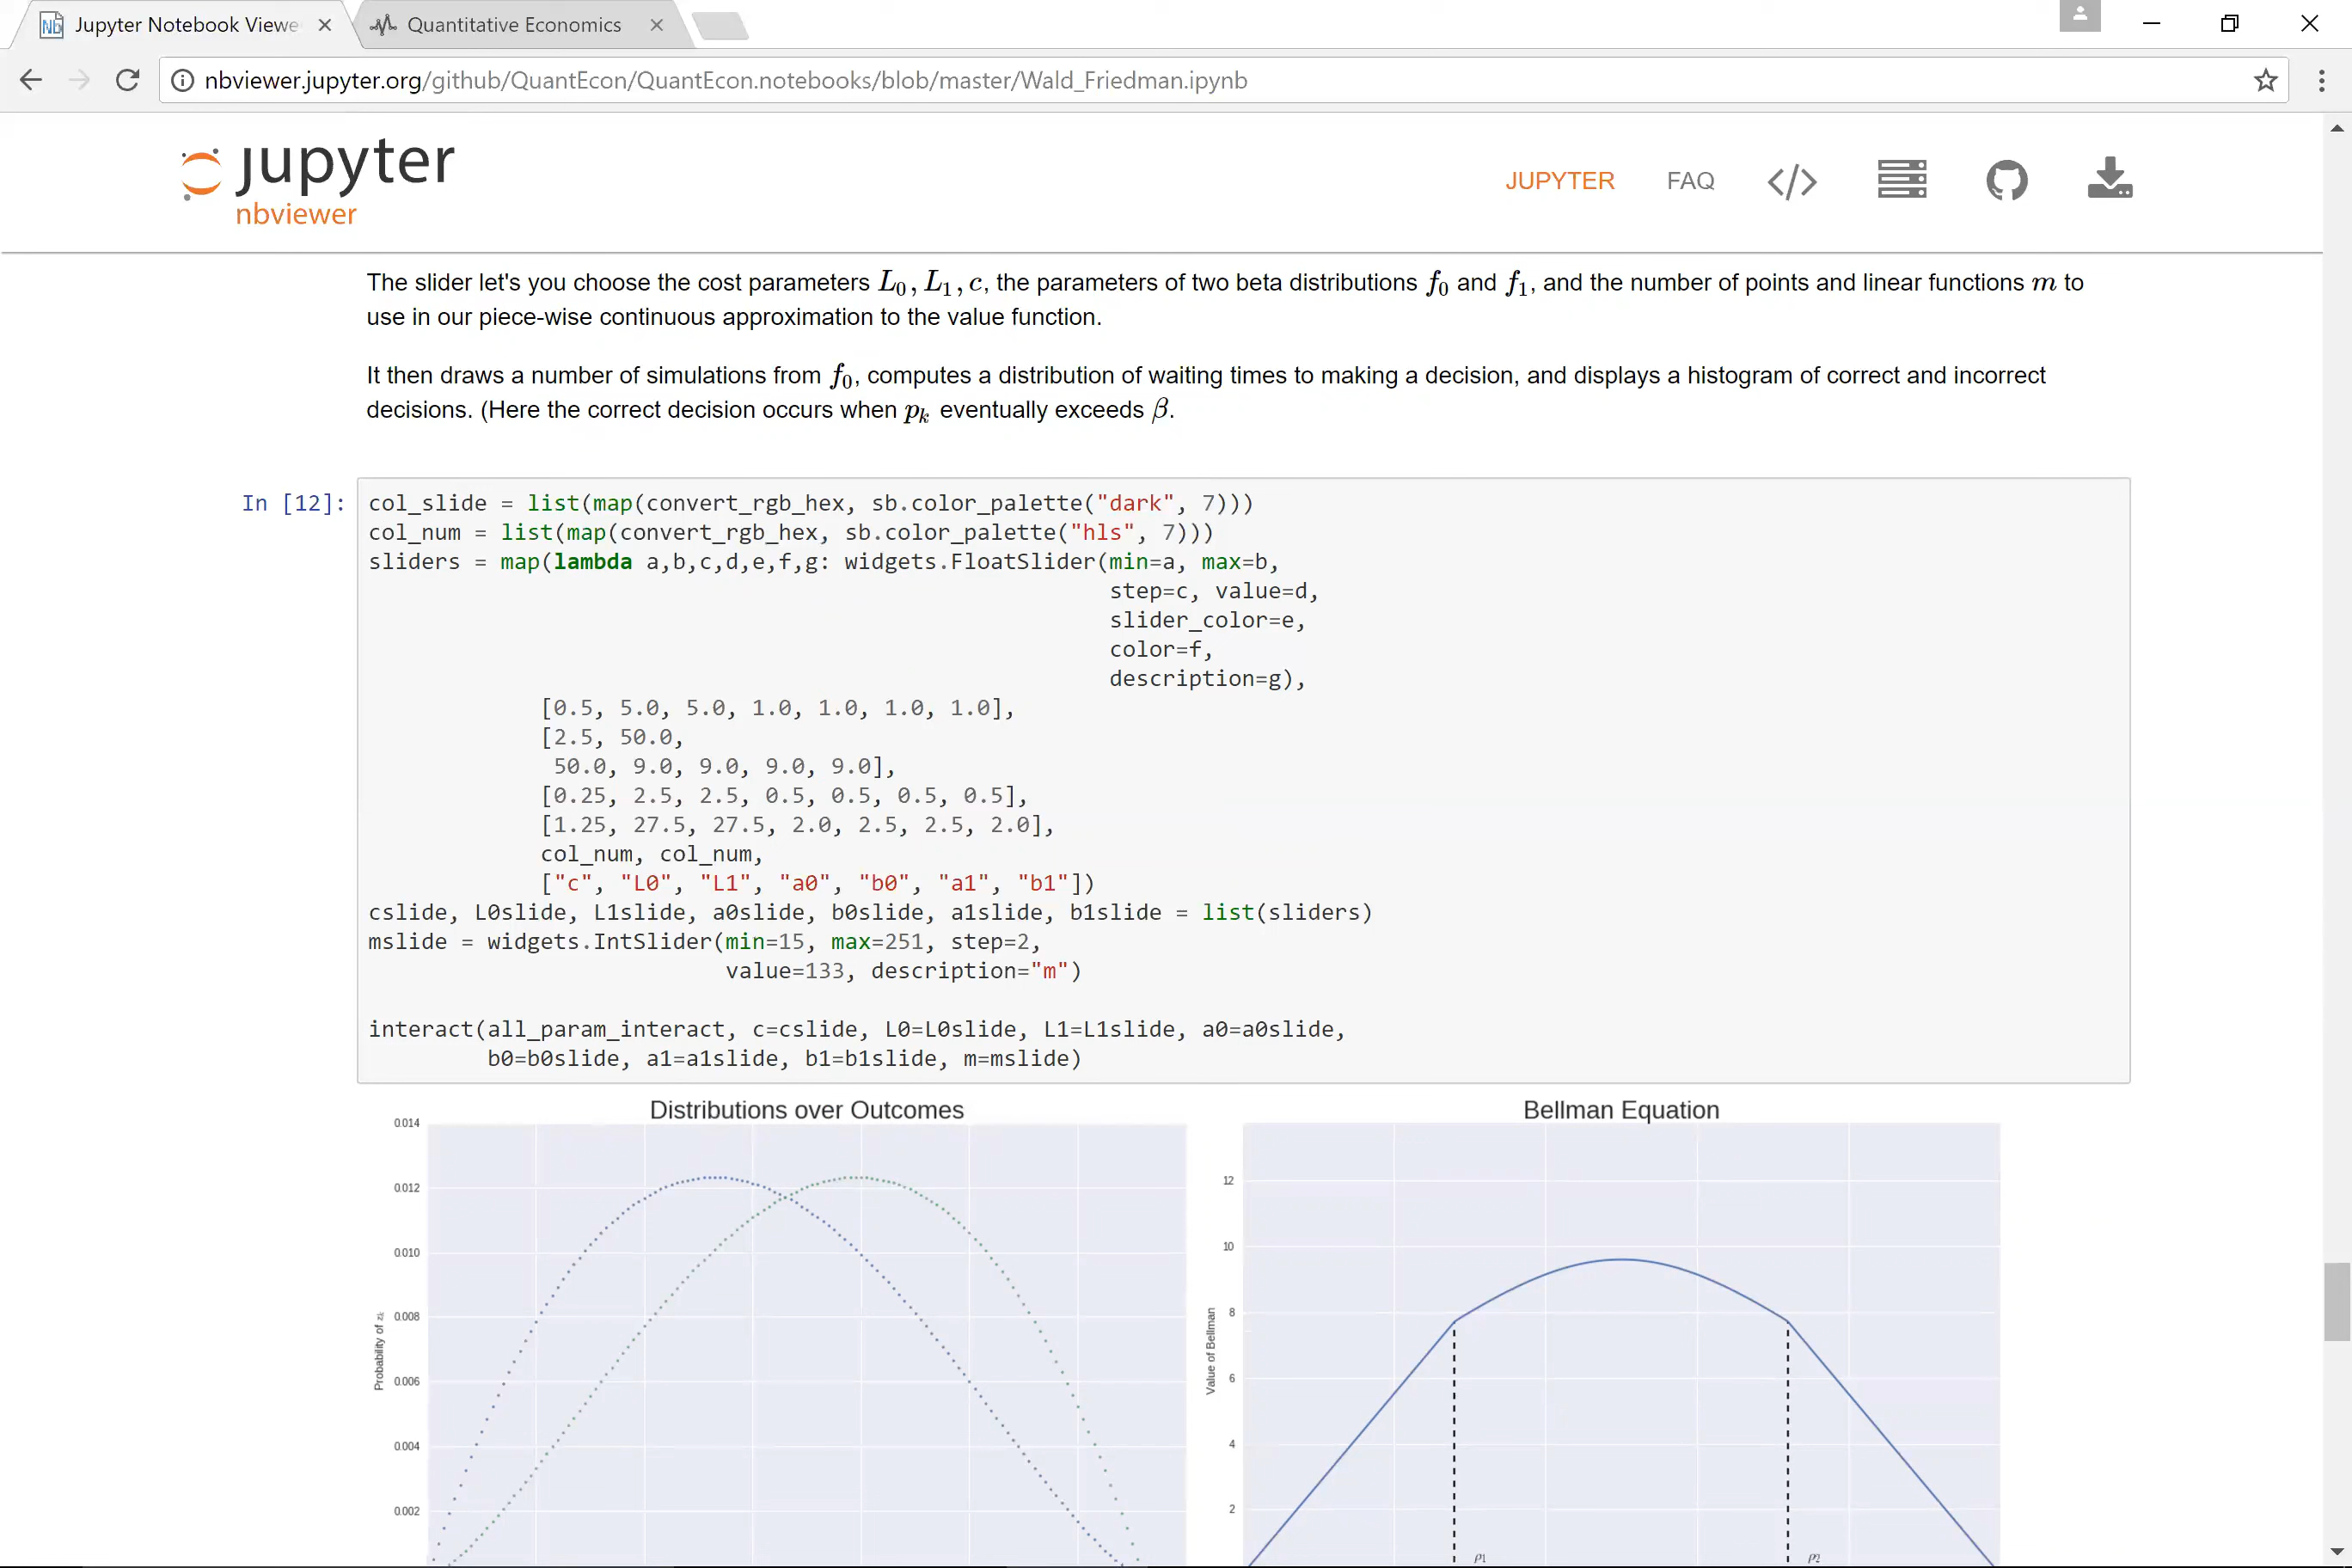 Jupyter Notebook Viewe
Quantitative Economics
nbviewer.jupyter.org/github/QuantEcon/QuantEcon.notebooks/blob/master/Wald_Friedman.ipynb
jupyter
nbviewer
JUPYTER FAQ </>
The slider let's you choose the cost parameters L0, L1, c, the parameters of two beta distributions f0 and f1, and the number of points and linear functions m to
use in our piece-wise continuous approximation to the value function.
It then draws a number of simulations from f0, computes a distribution of waiting times to making a decision, and displays a histogram of correct and incorrect
decisions. (Here the correct decision occurs when pk eventually exceeds β.
In [12]: col_slide = list(map(convert_rgb_hex, sb.color_palette("dark", 7)))
col_num = list(map(convert_rgb_hex, sb.color_palette("hls", 7)))
sliders = map(lambda a,b,c,d,e,f,g: widgets.FloatSlider(min=a, max=b,
step=c, value=d,
slider_color=e,
color=f,
description=g),
[0.5, 5.0, 5.0, 1.0, 1.0, 1.0, 1.0],
[2.5, 50.0,
50.0, 9.0, 9.0, 9.0, 9.0],
[0.25, 2.5, 2.5, 0.5, 0.5, 0.5, 0.5],
[1.25, 27.5, 27.5, 2.0, 2.5, 2.5, 2.0],
col_num, col_num,
["c", "L0", "L1", "a0", "b0", "a1", "b1"])
cslide, L0slide, L1slide, a0slide, b0slide, a1slide, b1slide = list(sliders)
mslide = widgets.IntSlider(min=15, max=251, step=2,
value=133, description="m")
interact(all_param_interact, c=cslide, L0=L0slide, L1=L1slide, a0=a0slide,
b0=b0slide, a1=a1slide, b1=b1slide, m=mslide)
Distributions over Outcomes
0.014
0.012
0.010
0.008
0.006
0.004
0.002
Probability of zk
Bellman Equation
12
10
8
6
4
2
Value of Bellman
ρ1
ρ2